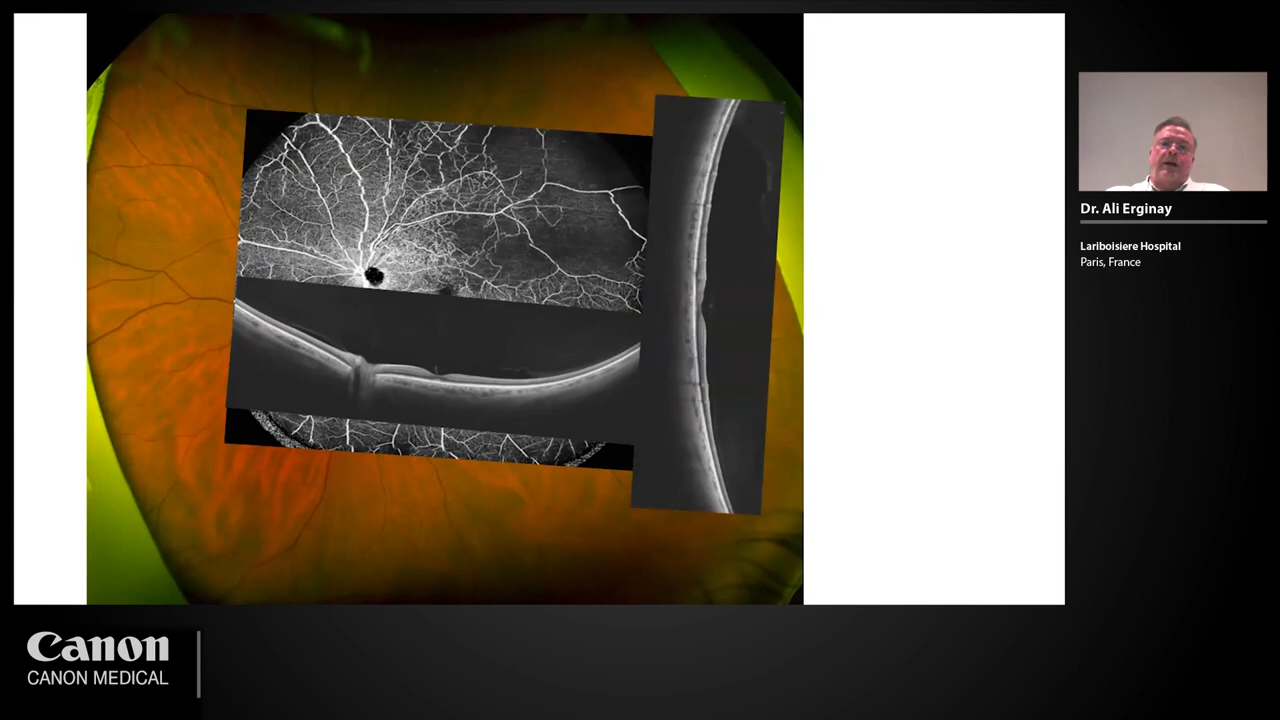 Dr. Ali Erginay
Lariboisiere Hospital
Paris, France
Canon
CANON MEDICAL